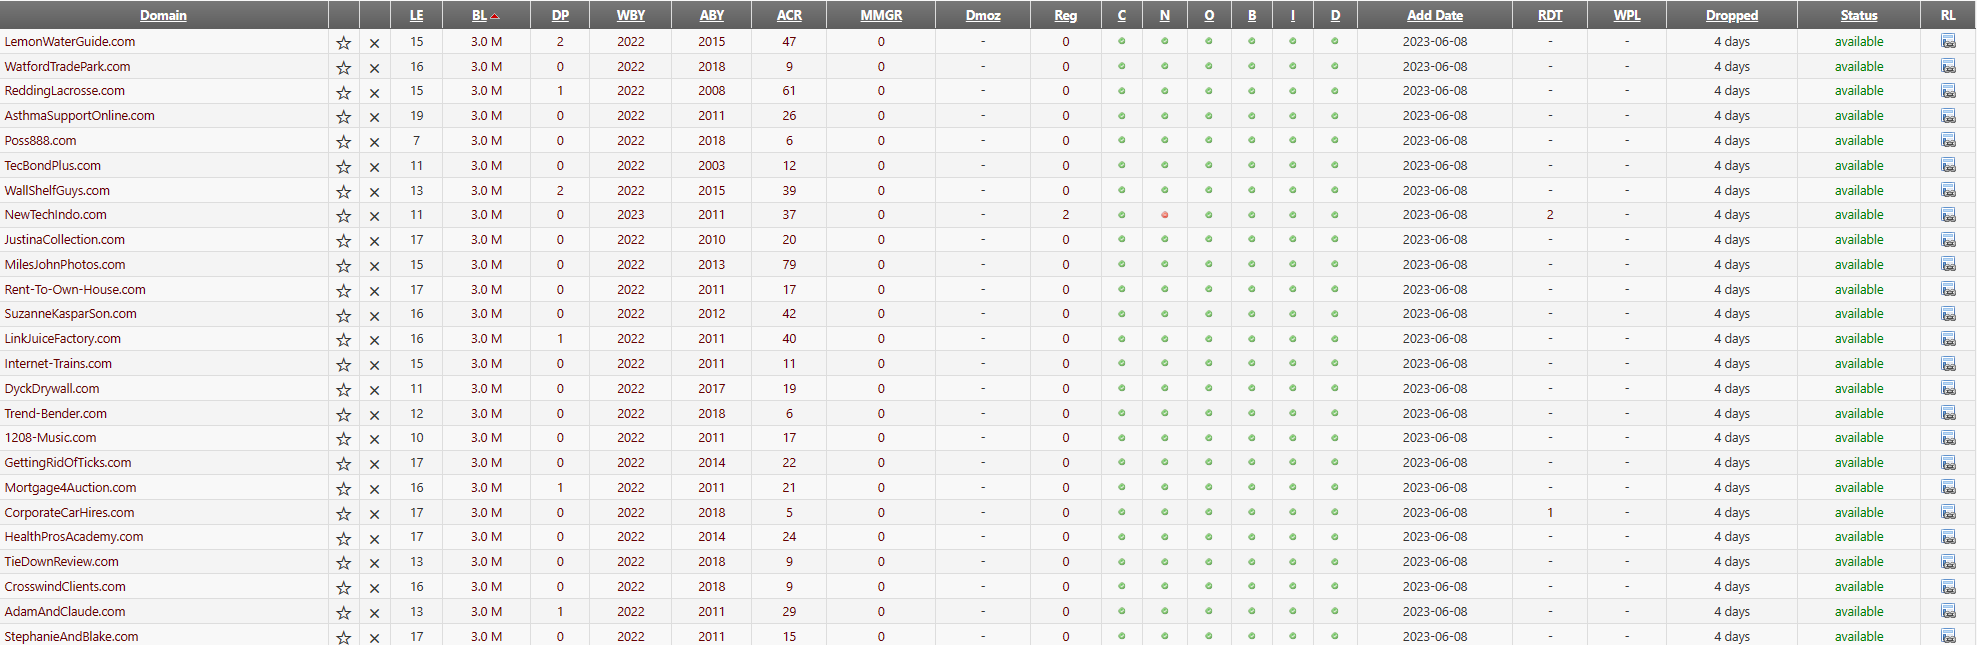 Domain LE BL DP WBY ABY ACR MMGR Dmoz Reg C N O B I D Add Date RDT WPL Dropped Status RL
LemonWaterGuide.com 15 3.0 M 2 2022 2015 47 0 - 0 2023-06-08 - - 4 days available
WatfordTradePark.com 16 3.0 M 0 2022 2018 9 0 - 0 2023-06-08 - - 4 days available
ReddingLacrosse.com 15 3.0 M 1 2022 2008 61 0 - 0 2023-06-08 - - 4 days available
AsthmaSupportOnline.com 19 3.0 M 0 2022 2011 26 0 - 0 2023-06-08 - - 4 days available
Poss888.com 7 3.0 M 0 2022 2018 6 0 - 0 2023-06-08 - - 4 days available
TecBondPlus.com 11 3.0 M 0 2022 2003 12 0 - 0 2023-06-08 - - 4 days available
WallShelfGuys.com 13 3.0 M 2 2022 2015 39 0 - 0 2023-06-08 - - 4 days available
NewTechIndo.com 11 3.0 M 0 2023 2011 37 0 - 2 2023-06-08 2 - 4 days available
JustinaCollection.com 17 3.0 M 0 2022 2010 20 0 - 0 2023-06-08 - - 4 days available
MilesJohnPhotos.com 15 3.0 M 0 2022 2013 79 0 - 0 2023-06-08 - - 4 days available
Rent-To-Own-House.com 17 3.0 M 0 2022 2011 17 0 - 0 2023-06-08 - - 4 days available
SuzanneKasparSon.com 16 3.0 M 0 2022 2012 42 0 - 0 2023-06-08 - - 4 days available
LinkJuiceFactory.com 16 3.0 M 1 2022 2011 40 0 - 0 2023-06-08 - - 4 days available
Internet-Trains.com 15 3.0 M 0 2022 2011 11 0 - 0 2023-06-08 - - 4 days available
DyckDrywall.com 11 3.0 M 0 2022 2017 19 0 - 0 2023-06-08 - - 4 days available
Trend-Bender.com 12 3.0 M 0 2022 2018 6 0 - 0 2023-06-08 - - 4 days available
1208-Music.com 10 3.0 M 0 2022 2011 17 0 - 0 2023-06-08 - - 4 days available
GettingRidOfTicks.com 17 3.0 M 0 2022 2014 22 0 - 0 2023-06-08 - - 4 days available
Mortgage4Auction.com 16 3.0 M 1 2022 2011 21 0 - 0 2023-06-08 - - 4 days available
CorporateCarHires.com 17 3.0 M 0 2022 2018 5 0 - 0 2023-06-08 1 - 4 days available
HealthProsAcademy.com 17 3.0 M 0 2022 2014 24 0 - 0 2023-06-08 - - 4 days available
TieDownReview.com 13 3.0 M 0 2022 2018 9 0 - 0 2023-06-08 - - 4 days available
CrosswindClients.com 16 3.0 M 0 2022 2018 9 0 - 0 2023-06-08 - - 4 days available
AdamAndClaude.com 13 3.0 M 1 2022 2011 29 0 - 0 2023-06-08 - - 4 days available
StephanieAndBlake.com 17 3.0 M 0 2022 2011 15 0 - 0 2023-06-08 - - 4 days available